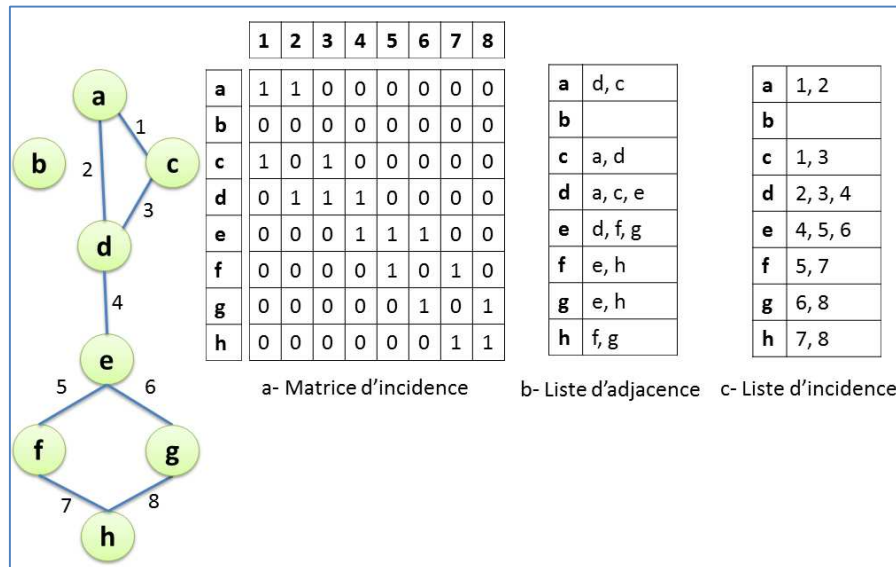 1 2 3 4 5 6 7 8
a 1 1 0 0 0 0 0 0
b 0 0 0 0 0 0 0 0
c 1 0 1 0 0 0 0 0
d 0 1 1 1 0 0 0 0
e 0 0 0 1 1 1 0 0
f 0 0 0 0 1 0 1 0
g 0 0 0 0 0 1 0 1
h 0 0 0 0 0 0 1 1
a- Matrice d'incidence
a d, c
b
c a, d
d a, c, e
e d, f, g
f e, h
g e, h
h f, g
b- Liste d'adjacence
a 1, 2
b
c 1, 3
d 2, 3, 4
e 4, 5, 6
f 5, 7
g 6, 8
h 7, 8
c- Liste d'incidence
a
1
b
2
c
3
d
4
e
5 6
f g
7 8
h